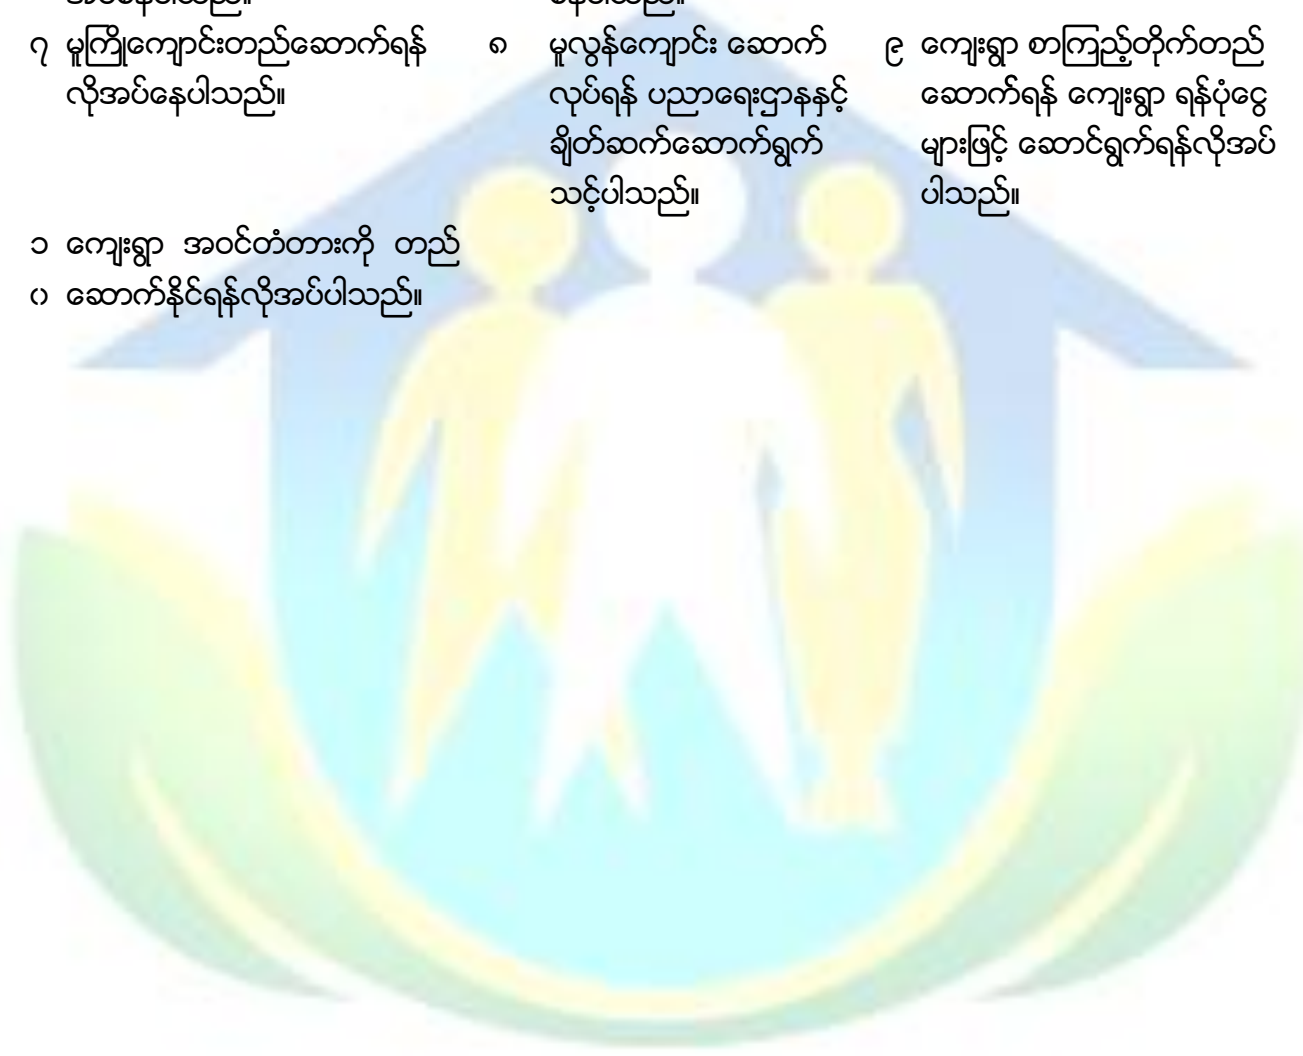 ၇ မူကြိုကျောင်းတည်ဆောက်ရန်
လိုအပ်နေပါသည်။
၈ မူလွန်ကျောင်း ဆောက်
လုပ်ရန် ပညာရေးဌာနနှင့်
ချိတ်ဆက်ဆောက်ရွက်
သင့်ပါသည်။
၉ ကျေးရွာ စာကြည့်တိုက်တည်
ဆောက်ရန် ကျေးရွာ ရန်ပုံငွေ
များဖြင့် ဆောင်ရွက်ရန်လိုအပ်
ပါသည်။
၁ ကျေးရွာ အဝင်တံတားကို တည်
၀ ဆောက်နိုင်ရန်လိုအပ်ပါသည်။